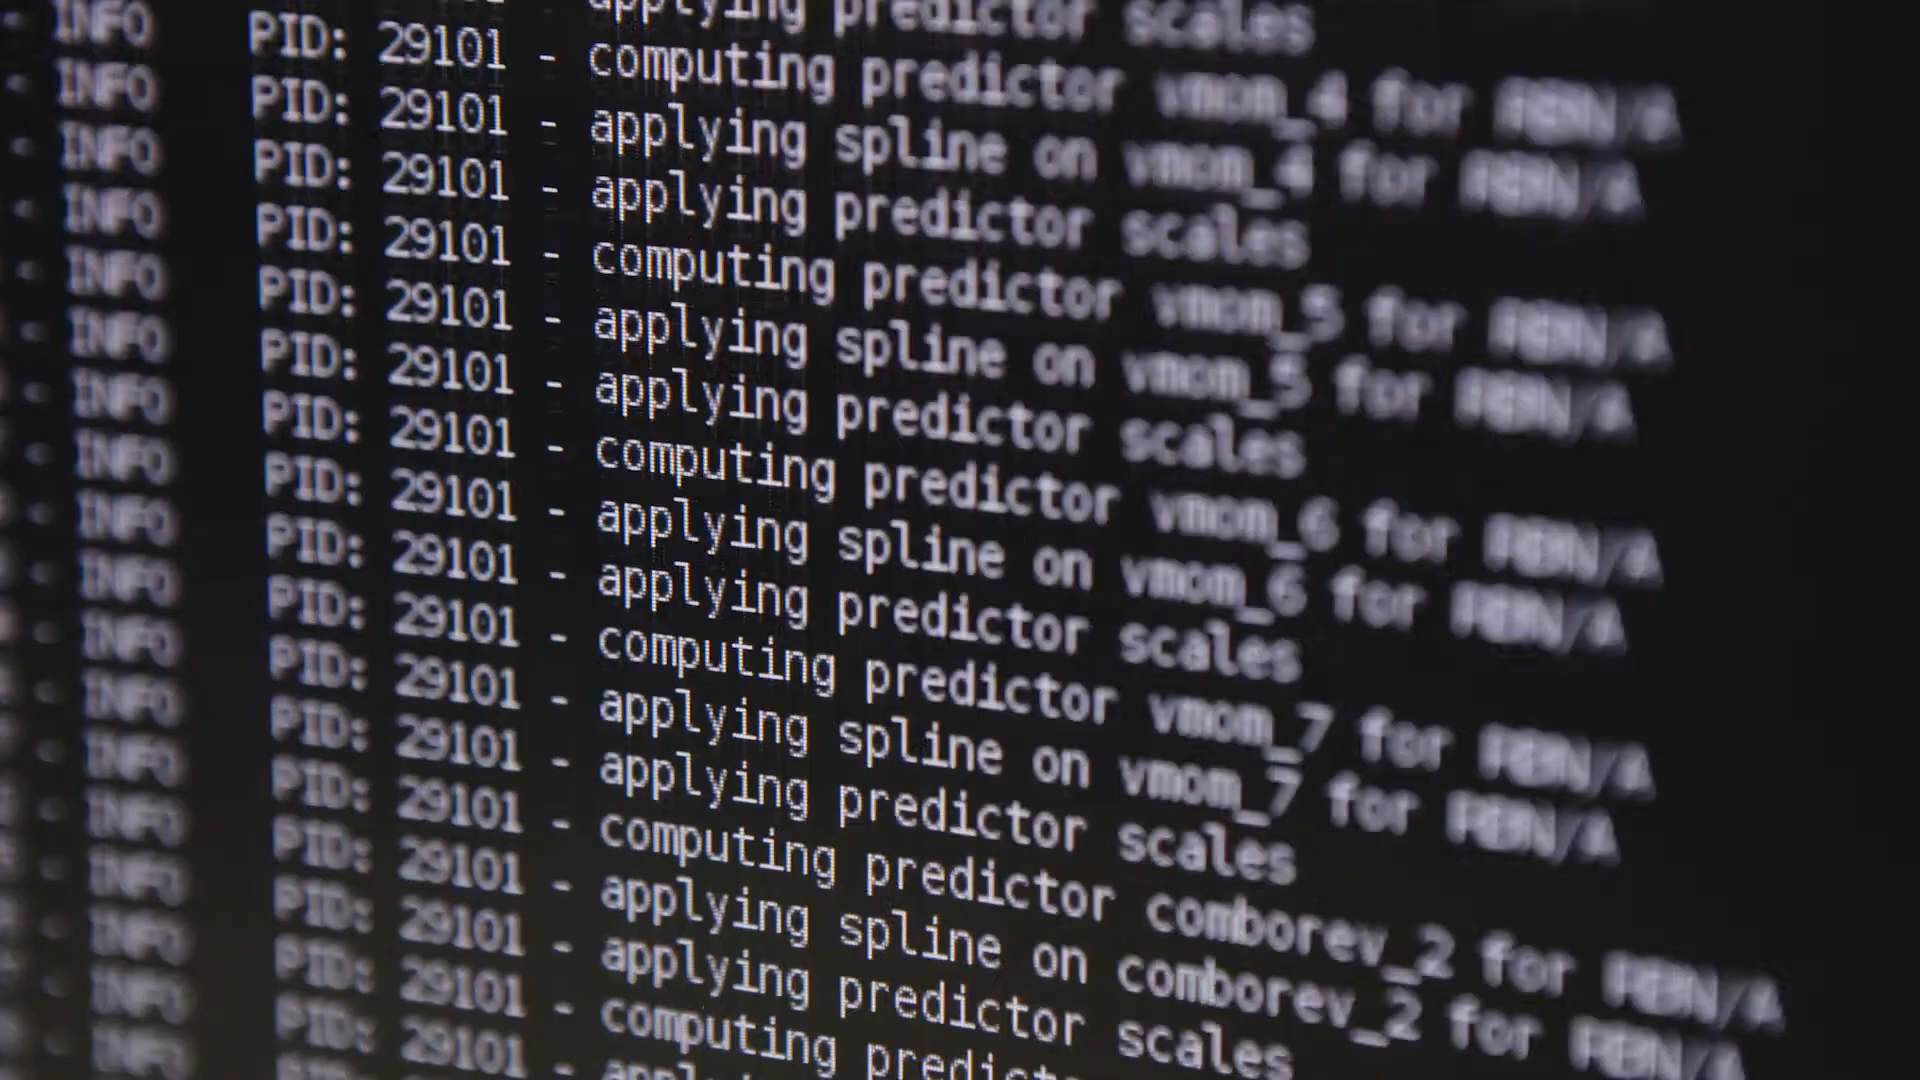 applying predictor scales
INFO PID: 29101 - computing predictor vmom_4 for
INFO PID: 29101 - applying spline on vmom_4 for
INFO PID: 29101 - applying predictor scales
INFO PID: 29101 - computing predictor vmom_5 for
INFO PID: 29101 - applying spline on vmom_5 for
INFO PID: 29101 - applying predictor scales
INFO PID: 29101 - computing predictor vmom_6 for
INFO PID: 29101 - applying spline on vmom_6 for
INFO PID: 29101 - applying predictor scales
INFO PID: 29101 - computing predictor vmom_7 for
INFO PID: 29101 - applying spline on vmom_7 for
INFO PID: 29101 - applying predictor scales
INFO PID: 29101 - computing predictor comborev_2 for
INFO PID: 29101 - applying spline on comborev_2 for
INFO PID: 29101 - applying predictor scales
INFO PID: 29101 - computing
INFO PID: 29101 -